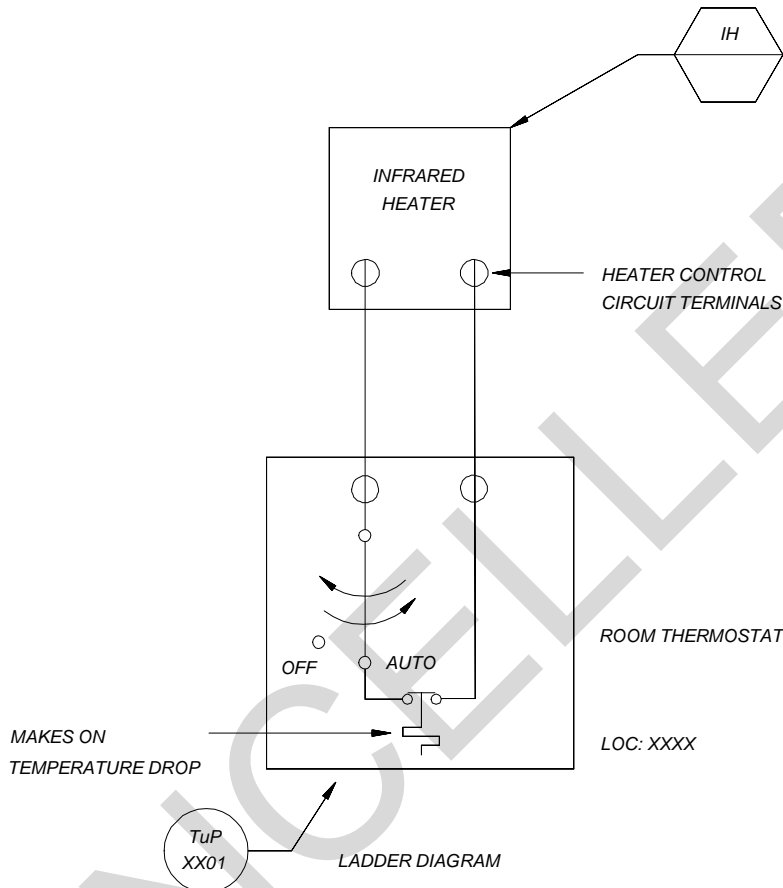 IH
INFRARED
HEATER
HEATER CONTROL
CIRCUIT TERMINALS
ROOM THERMOSTAT
OFF
AUTO
MAKES ON
TEMPERATURE DROP
LOC: XXXX
TuP
XX01
LADDER DIAGRAM
NCELLE